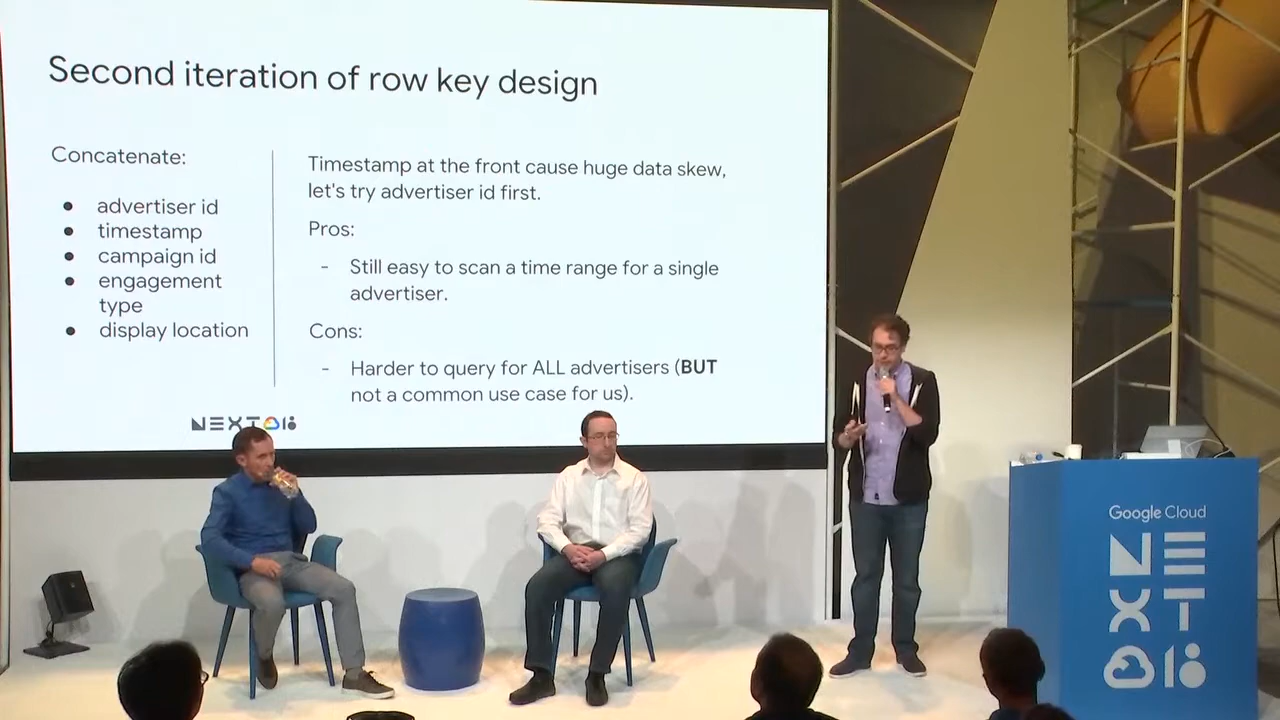 Second iteration of row key design
Concatenate:
● advertiser id
● timestamp
● campaign id
● engagement
type
● display location
Timestamp at the front cause huge data skew,
let's try advertiser id first.
Pros:
- Still easy to scan a time range for a single
advertiser.
Cons:
- Harder to query for ALL advertisers (BUT
not a common use case for us).
NEXT 18
Google Cloud
NE
XT
18